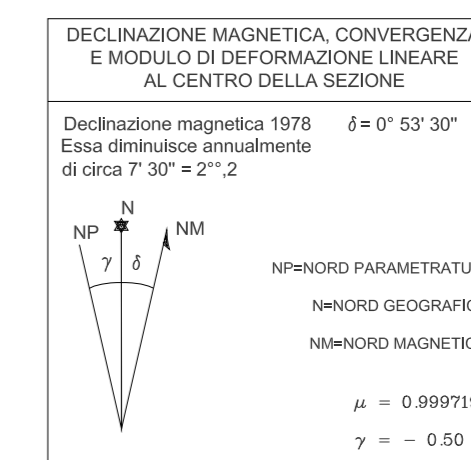 DECLINAZIONE MAGNETICA, CONVERGENZA
E MODULO DI DEFORMAZIONE LINEARE
AL CENTRO DELLA SEZIONE
Declinazione magnetica 1978 δ = 0° 53' 30"
Essa diminuisce annualmente
di circa 7' 30" = 2°°,2
N
NP NM
γ δ
NP=NORD PARAMETRATU
N=NORD GEOGRAFIC
NM=NORD MAGNETIC
μ = 0.999719
γ = − 0.50